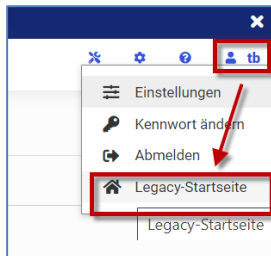 tb
Einstellungen
Kennwort ändern
Abmelden
Legacy-Startseite
Legacy-Startseite